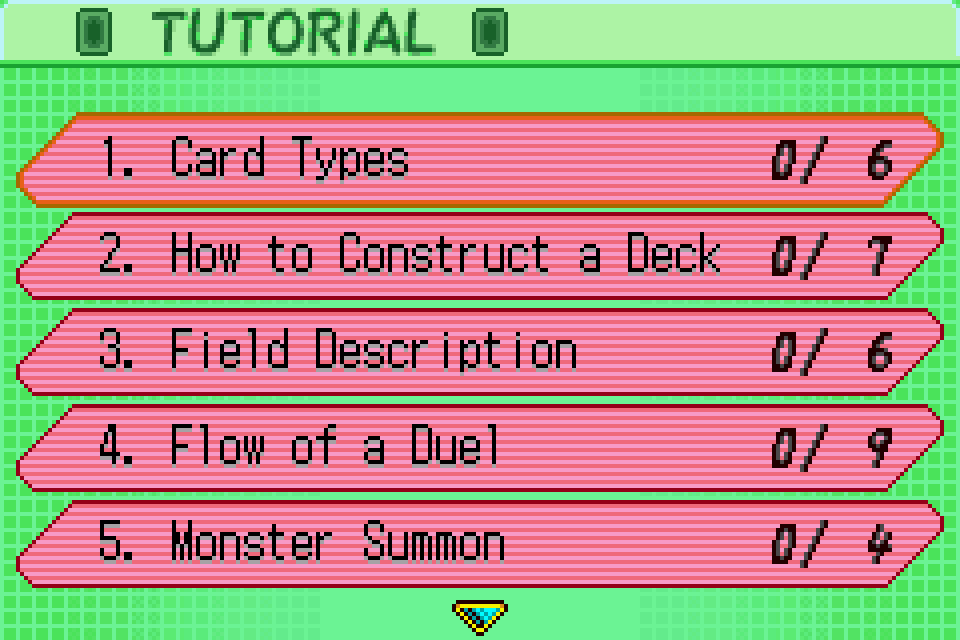 TUTORIAL
1. Card Types 0/ 6
2. How to Construct a Deck 0/ 7
3. Field Description 0/ 6
4. Flow of a Duel 0/ 9
5. Monster Summon 0/ 4